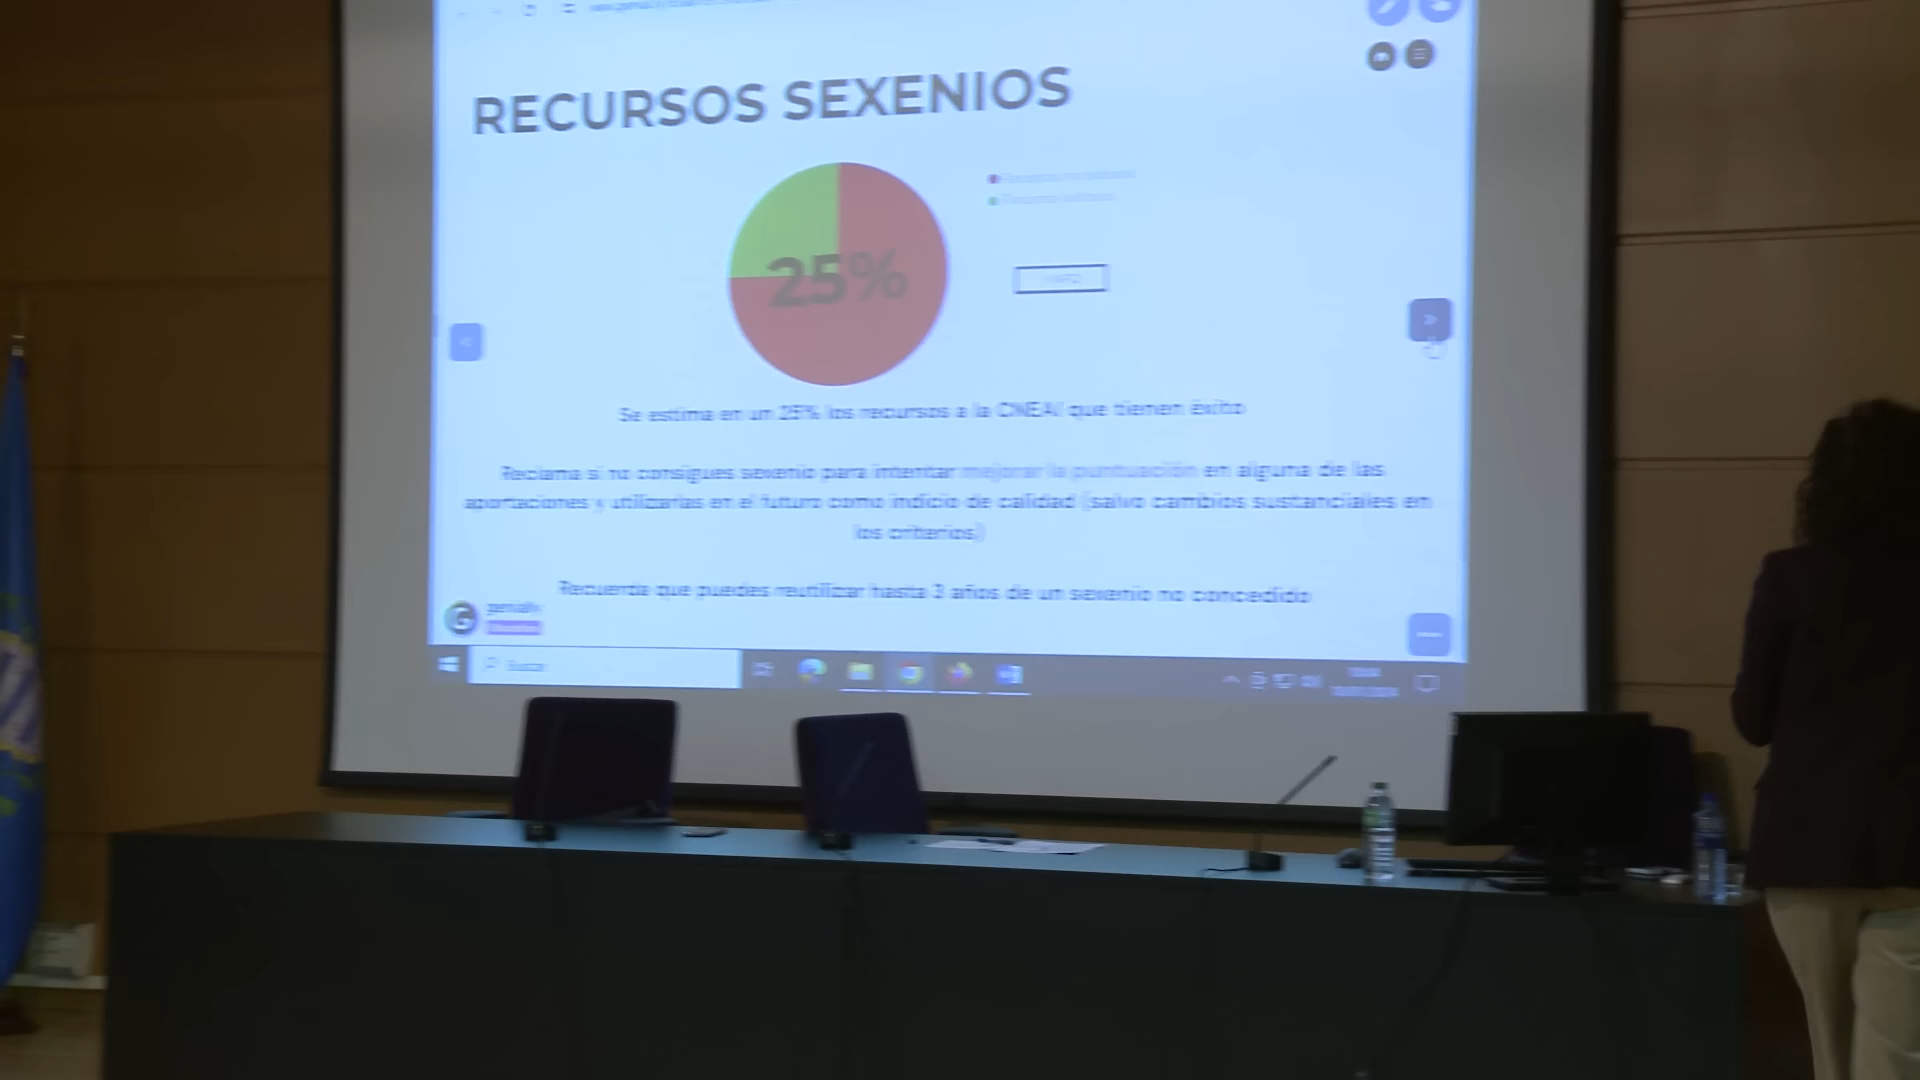 RECURSOS SEXENIOS
25%
Se estima en un 25% los recursos a la CNEAI que tienen éxito
Reclama si no consigues sexenio para intentar mejorar la puntuación en alguna de las
aportaciones y utilizarlas en el futuro como indicio de calidad (salvo cambios sustanciales en
los criterios)
Recuerda que puedes reutilizar hasta 3 años de un sexenio no concedido
genially
Buscar